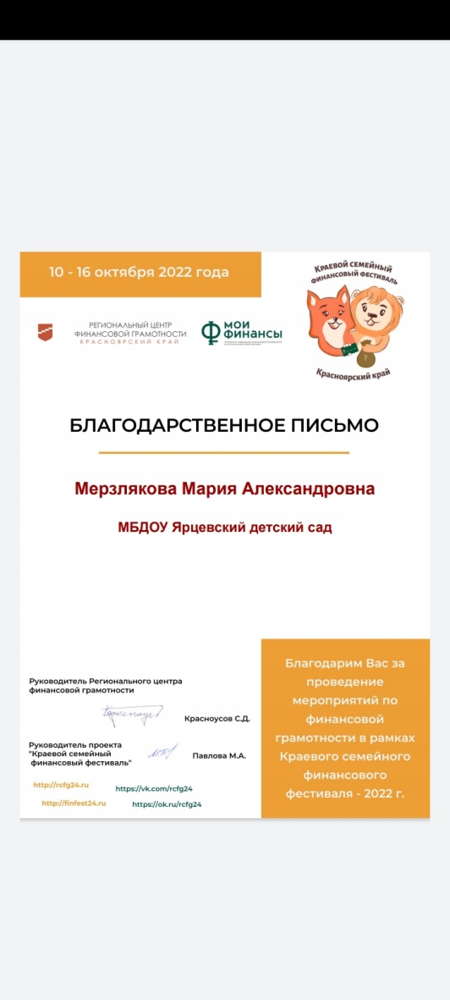 10 - 16 октября 2022 года
КРАЕВОЙ СЕМЕЙНЫЙ
ФИНАНСОВЫЙ ФЕСТИВАЛЬ
Красноярский край
РЕГИОНАЛЬНЫЙ ЦЕНТР
ФИНАНСОВОЙ ГРАМОТНОСТИ
КРАСНОЯРСКИЙ КРАЙ
МОИ
ФИНАНСЫ
БЛАГОДАРСТВЕННОЕ ПИСЬМО
Мерзлякова Мария Александровна
МБДОУ Ярцевский детский сад
Руководитель Регионального центра
финансовой грамотности
Красноусов С.Д.
Руководитель проекта
"Краевой семейный
финансовый фестиваль"
Павлова М.А.
http://rcfg24.ru
https://vk.com/rcfg24
http://finfest24.ru
https://ok.ru/rcfg24
Благодарим Вас за
проведение
мероприятий по
финансовой
грамотности в рамках
Краевого семейного
финансового
фестиваля - 2022 г.